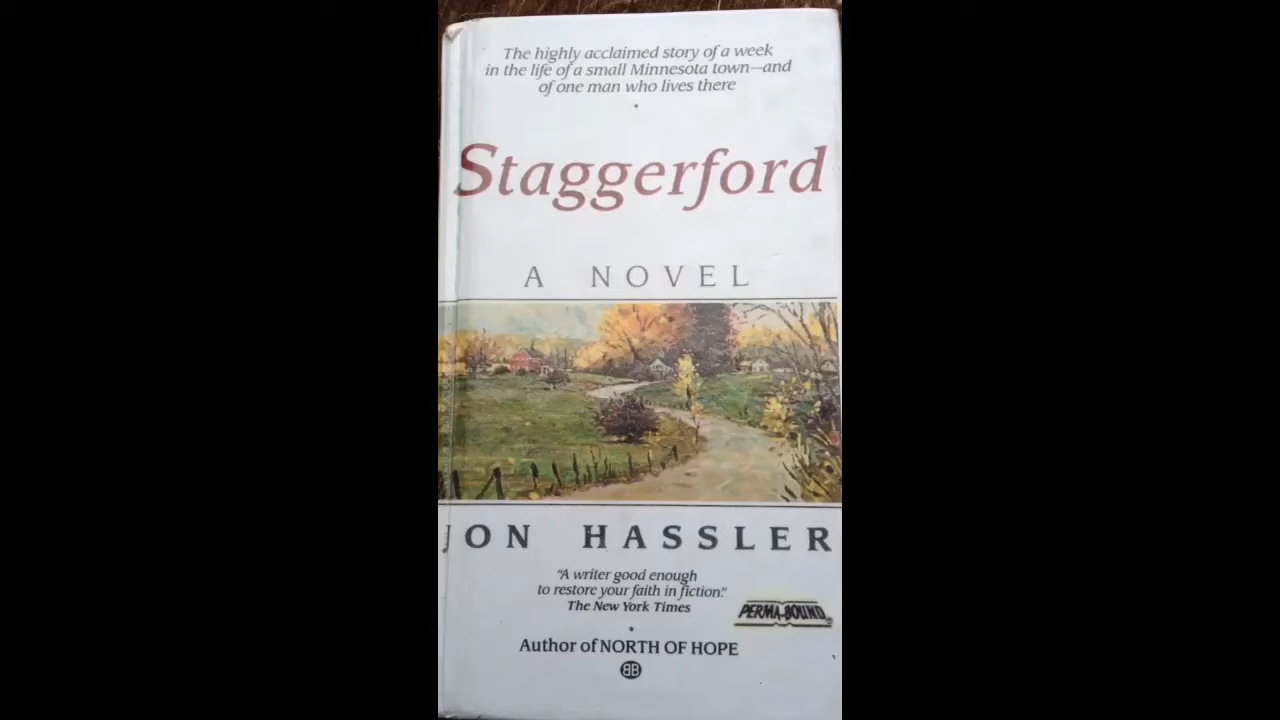 The highly acclaimed story of a week
in the life of a small Minnesota town—and
of one man who lives there
Staggerford
A NOVEL
JON HASSLER
"A writer good enough
to restore your faith in fiction."
The New York Times
PERMA-BOUND
Author of NORTH OF HOPE
BB